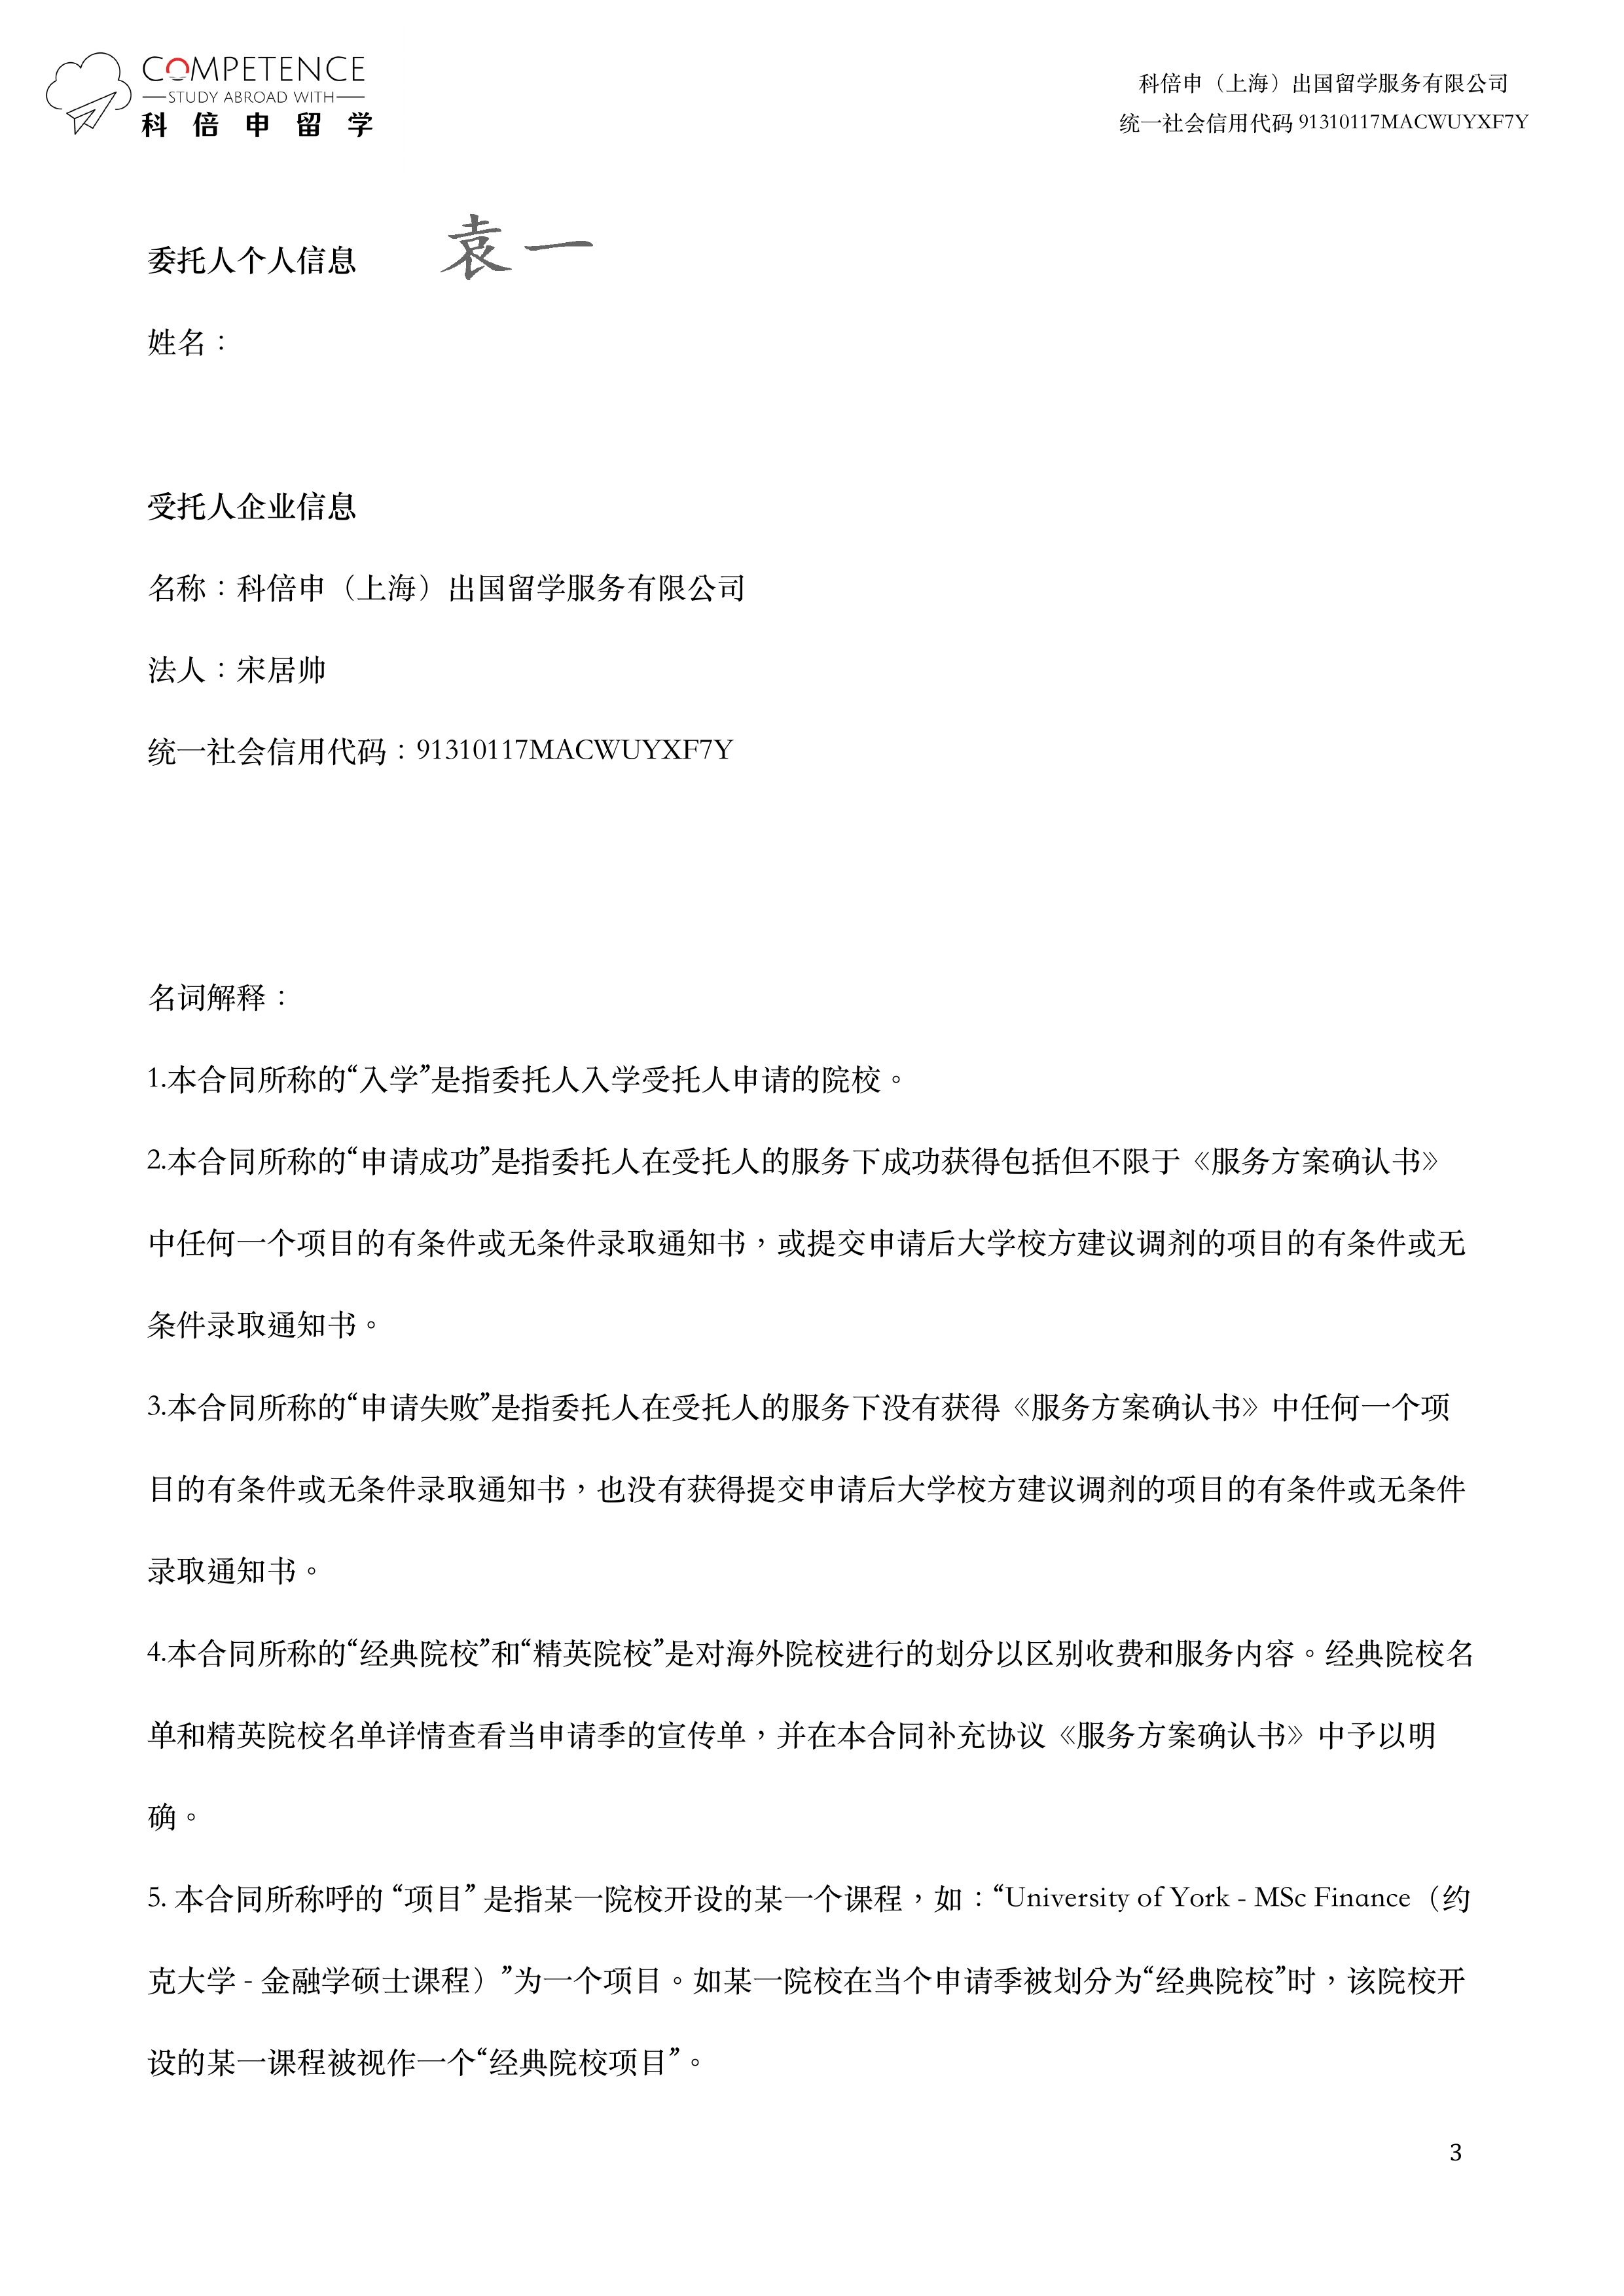 COMPETENCE
STUDY ABROAD WITH
科倍申留学
科倍申（上海）出国留学服务有限公司
统一社会信用代码 91310117MACWUYXF7Y
袁一
委托人个人信息
姓名：
受托人企业信息
名称：科倍申（上海）出国留学服务有限公司
法人：宋居帅
统一社会信用代码：91310117MACWUYXF7Y
名词解释：
1.本合同所称的“入学”是指委托人入学受托人申请的院校。
2.本合同所称的“申请成功”是指委托人在受托人的服务下成功获得包括但不限于《服务方案确认书》
中任何一个项目的有条件或无条件录取通知书，或提交申请后大学校方建议调剂的项目的有条件或无
条件录取通知书。
3.本合同所称的“申请失败”是指委托人在受托人的服务下没有获得《服务方案确认书》中任何一个项
目的有条件或无条件录取通知书，也没有获得提交申请后大学校方建议调剂的项目的有条件或无条件
录取通知书。
4.本合同所称的“经典院校”和“精英院校”是对海外院校进行的划分以区别收费和服务内容。经典院校名
单和精英院校名单详情查看当申请季的宣传单，并在本合同补充协议《服务方案确认书》中予以明
确。
5. 本合同所称呼的 “项目” 是指某一院校开设的某一个课程，如：“University of York - MSc Finance（约
克大学 - 金融学硕士课程）”为一个项目。如某一院校在当个申请季被划分为“经典院校”时，该院校开
设的某一课程被视作一个“经典院校项目”。
3